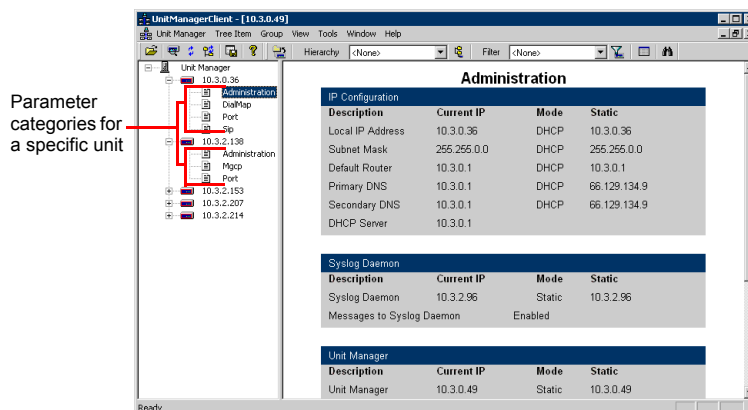 UnitManagerClient - [10.3.0.49]
Unit Manager Tree Item Group View Tools Window Help
Hierarchy <None> Filter <None>
Parameter
categories for
a specific unit
Unit Manager
10.3.0.36
Administration
DialMap
Port
Sip
10.3.2.138
Administration
Mgcp
Port
10.3.2.153
10.3.2.207
10.3.2.214
Administration
IP Configuration
Description Current IP Mode Static
Local IP Address 10.3.0.36 DHCP 10.3.0.36
Subnet Mask 255.255.0.0 DHCP 255.255.0.0
Default Router 10.3.0.1 DHCP 10.3.0.1
Primary DNS 10.3.0.1 DHCP 66.129.134.9
Secondary DNS 10.3.0.1 DHCP 66.129.134.9
DHCP Server 10.3.0.1
Syslog Daemon
Description Current IP Mode Static
Syslog Daemon 10.3.2.96 Static 10.3.2.96
Messages to Syslog Daemon Enabled
Unit Manager
Description Current IP Mode Static
Unit Manager 10.3.0.49 Static 10.3.0.49
Ready